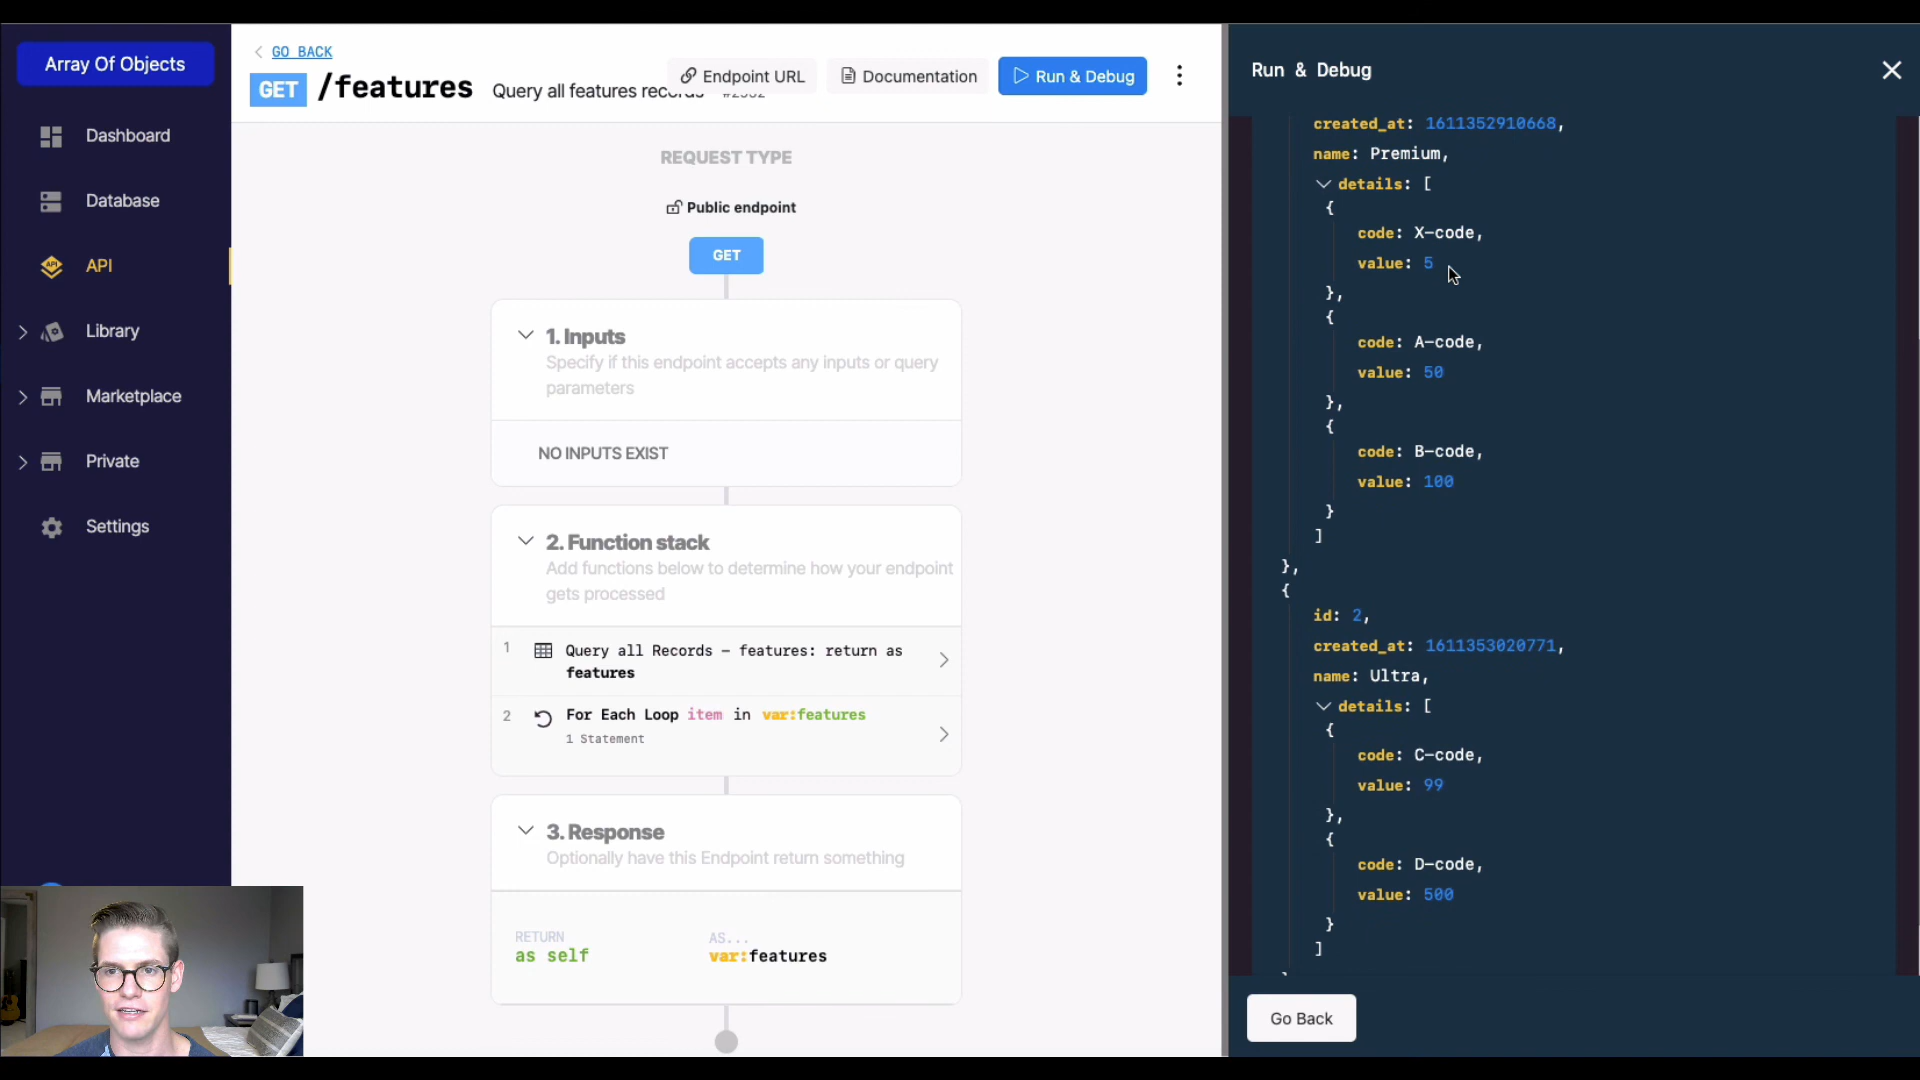 Array Of Objects
Dashboard
Database
API
Library
Marketplace
Private
Settings
GO BACK
GET /features Query all features records
Endpoint URL
Documentation
Run & Debug
REQUEST TYPE
Public endpoint
GET
1. Inputs
Specify if this endpoint accepts any inputs or query
parameters
NO INPUTS EXIST
2. Function stack
Add functions below to determine how your endpoint
gets processed
1 Query all Records – features: return as
features
2 For Each Loop item in var:features
1 Statement
3. Response
Optionally have this Endpoint return something
RETURN AS...
as self var:features
Run & Debug
created_at: 1611352910668,
name: Premium,
details: [
{
code: X-code,
value: 5
},
{
code: A-code,
value: 50
},
{
code: B-code,
value: 100
}
]
},
{
id: 2,
created_at: 1611353020771,
name: Ultra,
details: [
{
code: C-code,
value: 99
},
{
code: D-code,
value: 500
}
]
Go Back